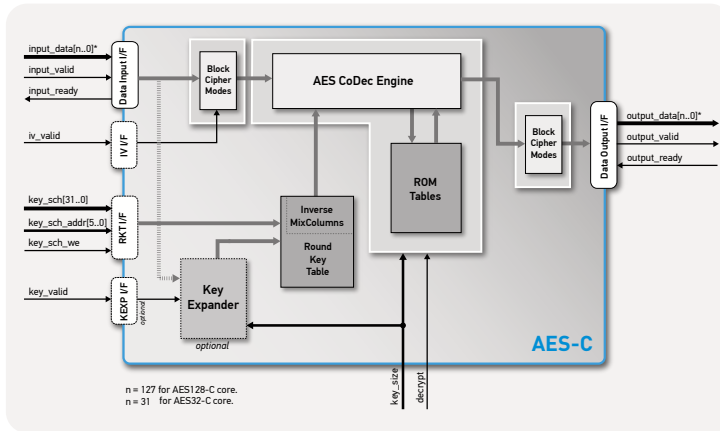 input_data[n..0]*
input_valid
input_ready
Data Input I/F
Block
Cipher
Modes
AES CoDec Engine
Block
Cipher
Modes
Data Output I/F
output_data[n..0]*
output_valid
output_ready
iv_valid
IV I/F
ROM
Tables
key_sch[31..0]
key_sch_addr[5..0]
key_sch_we
RKT I/F
Inverse
MixColumns
Round
Key
Table
key_valid
KEXP I/F
optional
Key
Expander
optional
AES-C
key_size
decrypt
n = 127 for AES128-C core.
n = 31 for AES32-C core.